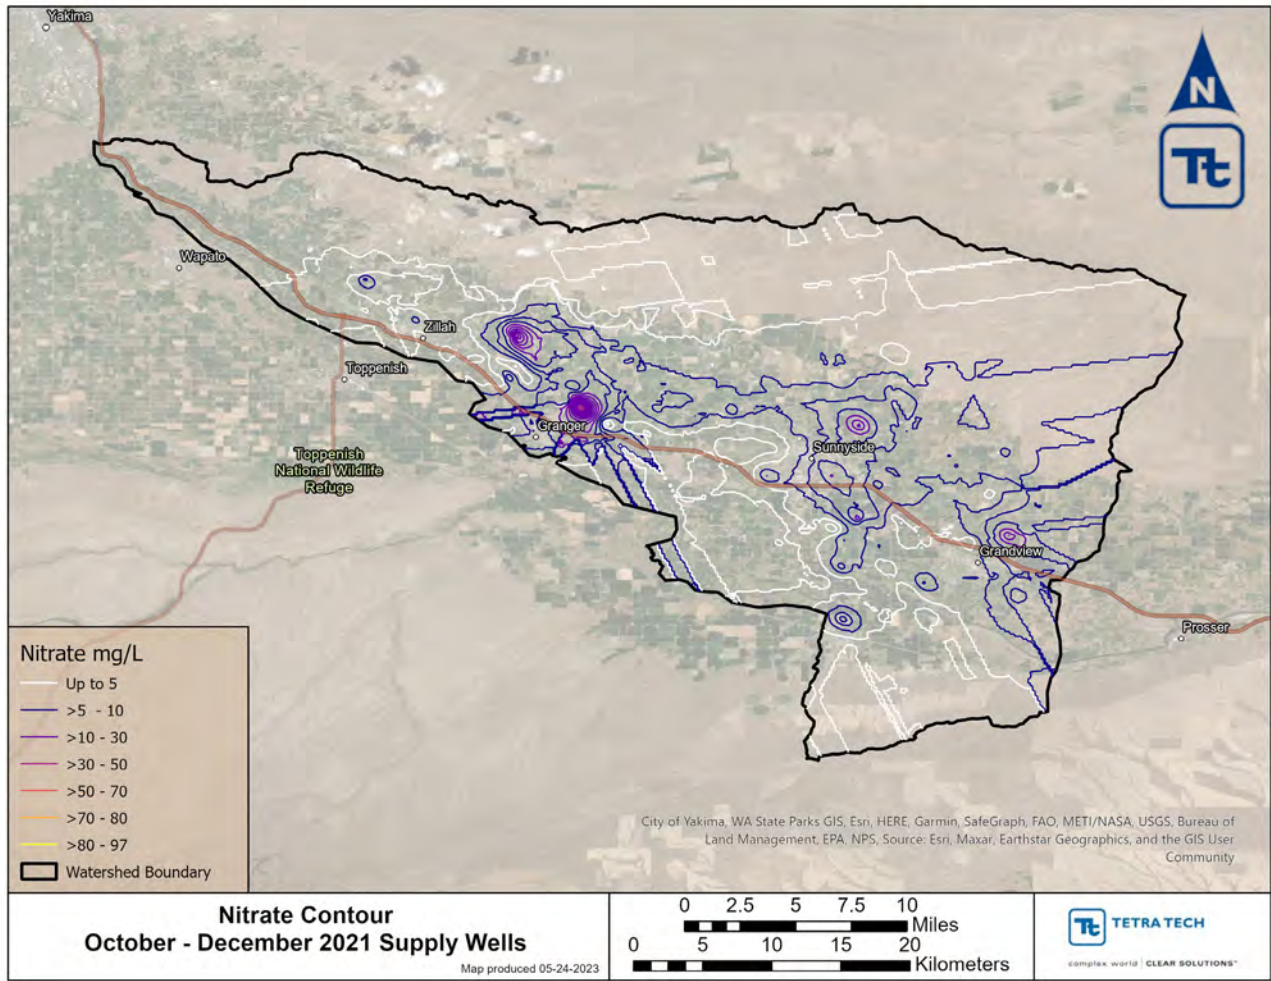 Yakima
N
Tt
Wapato
Zillah
Toppenish
Granger
Sunnyside
Toppenish
National Wildlife
Refuge
Grandview
Prosser
Nitrate mg/L
Up to 5
>5 - 10
>10 - 30
>30 - 50
>50 - 70
>70 - 80
>80 - 97
Watershed Boundary
City of Yakima, WA State Parks GIS, Esri, HERE, Garmin, SafeGraph, FAO, METI/NASA, USGS, Bureau of
Land Management, EPA, NPS, Source: Esri, Maxar, Earthstar Geographics, and the GIS User
Community
Nitrate Contour
October - December 2021 Supply Wells
Map produced 05-24-2023
0 2.5 5 7.5 10
Miles
0 5 10 15 20
Kilometers
Tt TETRA TECH
complex world | CLEAR SOLUTIONS™